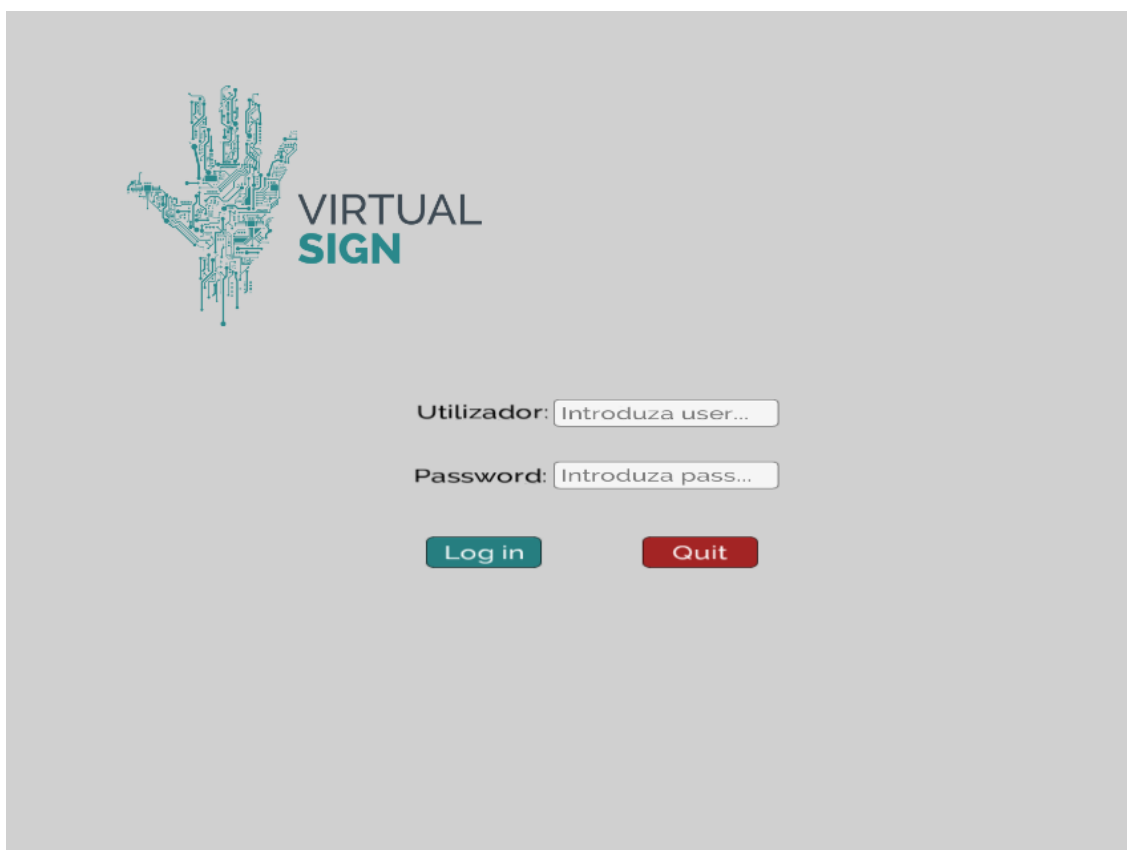 VIRTUAL
SIGN
Utilizador: Introduza user...
Password: Introduza pass...
Log in Quit